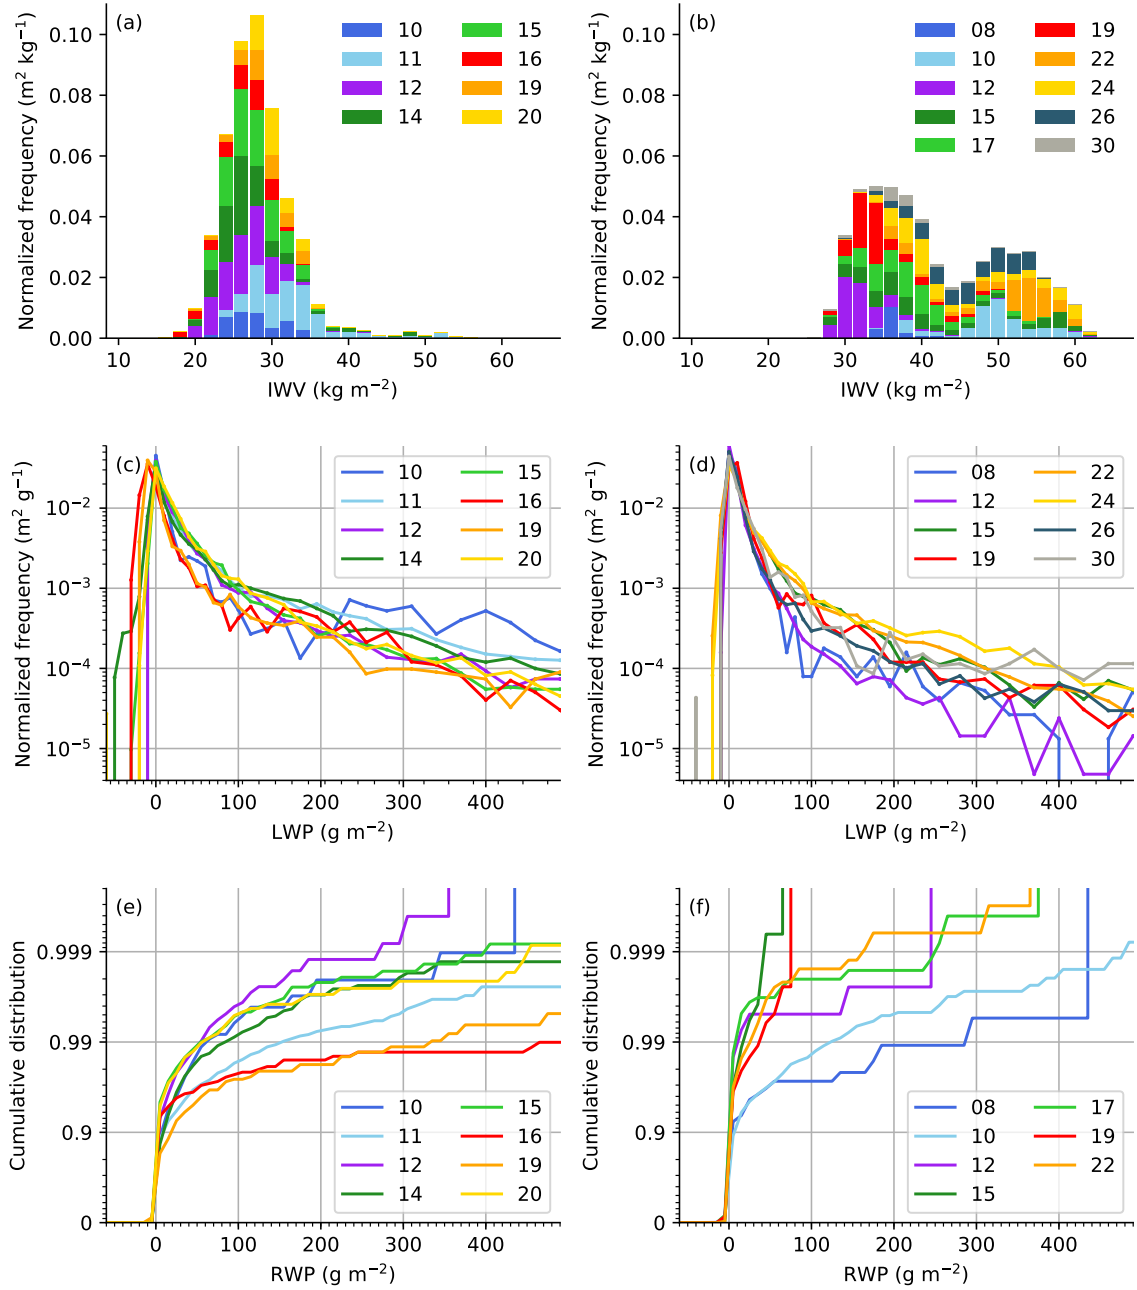 (a)
10 15
11 16
12 19
14 20
0.10
0.08
0.06
0.04
0.02
0.00
Normalized frequency (m² kg⁻¹)
10 20 30 40 50 60
IWV (kg m⁻²)
(b)
08 19
10 22
12 24
15 26
17 30
0.10
0.08
0.06
0.04
0.02
0.00
Normalized frequency (m² kg⁻¹)
10 20 30 40 50 60
IWV (kg m⁻²)
(c)
10 15
11 16
12 19
14 20
10⁻²
10⁻³
10⁻⁴
10⁻⁵
Normalized frequency (m² g⁻¹)
0 100 200 300 400
LWP (g m⁻²)
(d)
08 22
12 24
15 26
19 30
10⁻²
10⁻³
10⁻⁴
10⁻⁵
Normalized frequency (m² g⁻¹)
0 100 200 300 400
LWP (g m⁻²)
(e)
0.999
0.99
0.9
0
Cumulative distribution
10 15
11 16
12 19
14 20
0 100 200 300 400
RWP (g m⁻²)
(f)
0.999
0.99
0.9
0
Cumulative distribution
08 17
10 19
12 22
15
0 100 200 300 400
RWP (g m⁻²)